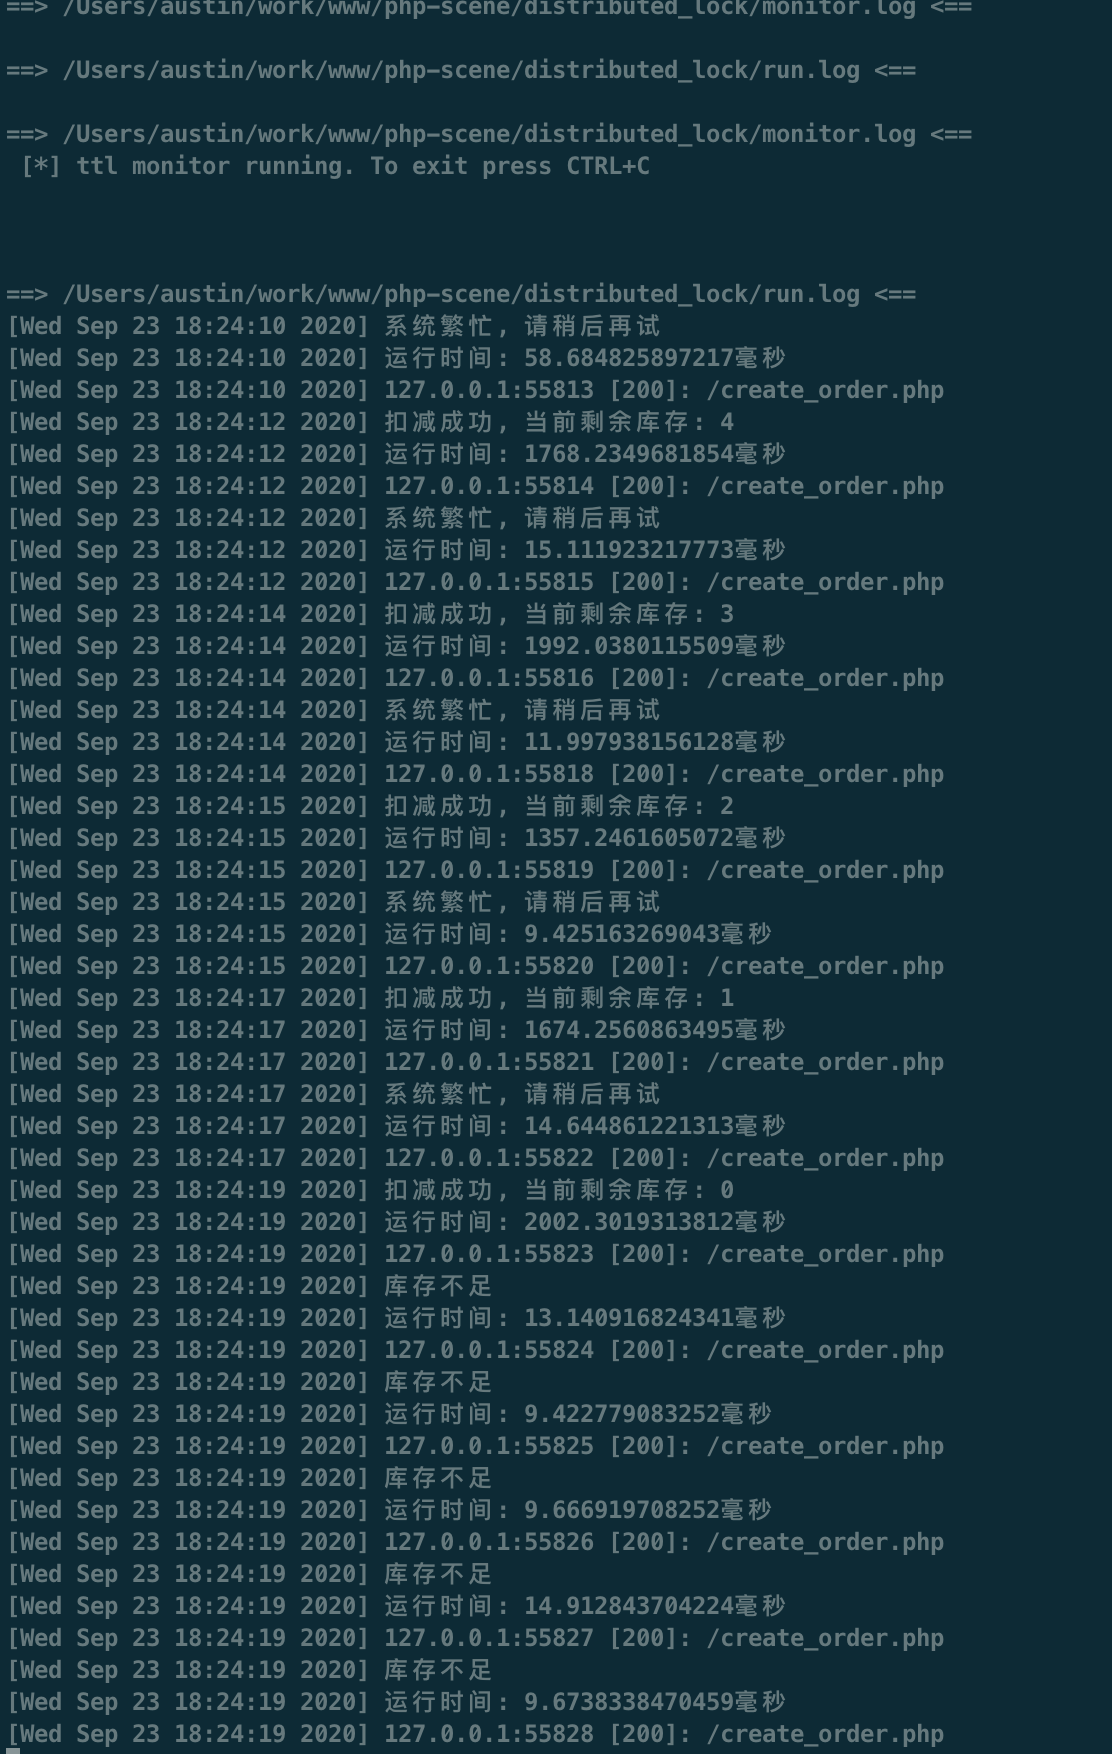 ==> /Users/austin/work/www/php-scene/distributed_lock/monitor.log <==
==> /Users/austin/work/www/php-scene/distributed_lock/run.log <==
==> /Users/austin/work/www/php-scene/distributed_lock/monitor.log <==
[*] ttl monitor running. To exit press CTRL+C
==> /Users/austin/work/www/php-scene/distributed_lock/run.log <==
[Wed Sep 23 18:24:10 2020] 系统繁忙, 请稍后再试
[Wed Sep 23 18:24:10 2020] 运行时间: 58.684825897217毫秒
[Wed Sep 23 18:24:10 2020] 127.0.0.1:55813 [200]: /create_order.php
[Wed Sep 23 18:24:12 2020] 扣减成功, 当前剩余库存: 4
[Wed Sep 23 18:24:12 2020] 运行时间: 1768.2349681854毫秒
[Wed Sep 23 18:24:12 2020] 127.0.0.1:55814 [200]: /create_order.php
[Wed Sep 23 18:24:12 2020] 系统繁忙, 请稍后再试
[Wed Sep 23 18:24:12 2020] 运行时间: 15.111923217773毫秒
[Wed Sep 23 18:24:12 2020] 127.0.0.1:55815 [200]: /create_order.php
[Wed Sep 23 18:24:14 2020] 扣减成功, 当前剩余库存: 3
[Wed Sep 23 18:24:14 2020] 运行时间: 1992.0380115509毫秒
[Wed Sep 23 18:24:14 2020] 127.0.0.1:55816 [200]: /create_order.php
[Wed Sep 23 18:24:14 2020] 系统繁忙, 请稍后再试
[Wed Sep 23 18:24:14 2020] 运行时间: 11.997938156128毫秒
[Wed Sep 23 18:24:14 2020] 127.0.0.1:55818 [200]: /create_order.php
[Wed Sep 23 18:24:15 2020] 扣减成功, 当前剩余库存: 2
[Wed Sep 23 18:24:15 2020] 运行时间: 1357.2461605072毫秒
[Wed Sep 23 18:24:15 2020] 127.0.0.1:55819 [200]: /create_order.php
[Wed Sep 23 18:24:15 2020] 系统繁忙, 请稍后再试
[Wed Sep 23 18:24:15 2020] 运行时间: 9.425163269043毫秒
[Wed Sep 23 18:24:15 2020] 127.0.0.1:55820 [200]: /create_order.php
[Wed Sep 23 18:24:17 2020] 扣减成功, 当前剩余库存: 1
[Wed Sep 23 18:24:17 2020] 运行时间: 1674.2560863495毫秒
[Wed Sep 23 18:24:17 2020] 127.0.0.1:55821 [200]: /create_order.php
[Wed Sep 23 18:24:17 2020] 系统繁忙, 请稍后再试
[Wed Sep 23 18:24:17 2020] 运行时间: 14.644861221313毫秒
[Wed Sep 23 18:24:17 2020] 127.0.0.1:55822 [200]: /create_order.php
[Wed Sep 23 18:24:19 2020] 扣减成功, 当前剩余库存: 0
[Wed Sep 23 18:24:19 2020] 运行时间: 2002.3019313812毫秒
[Wed Sep 23 18:24:19 2020] 127.0.0.1:55823 [200]: /create_order.php
[Wed Sep 23 18:24:19 2020] 库存不足
[Wed Sep 23 18:24:19 2020] 运行时间: 13.140916824341毫秒
[Wed Sep 23 18:24:19 2020] 127.0.0.1:55824 [200]: /create_order.php
[Wed Sep 23 18:24:19 2020] 库存不足
[Wed Sep 23 18:24:19 2020] 运行时间: 9.422779083252毫秒
[Wed Sep 23 18:24:19 2020] 127.0.0.1:55825 [200]: /create_order.php
[Wed Sep 23 18:24:19 2020] 库存不足
[Wed Sep 23 18:24:19 2020] 运行时间: 9.666919708252毫秒
[Wed Sep 23 18:24:19 2020] 127.0.0.1:55826 [200]: /create_order.php
[Wed Sep 23 18:24:19 2020] 库存不足
[Wed Sep 23 18:24:19 2020] 运行时间: 14.912843704224毫秒
[Wed Sep 23 18:24:19 2020] 127.0.0.1:55827 [200]: /create_order.php
[Wed Sep 23 18:24:19 2020] 库存不足
[Wed Sep 23 18:24:19 2020] 运行时间: 9.6738338470459毫秒
[Wed Sep 23 18:24:19 2020] 127.0.0.1:55828 [200]: /create_order.php